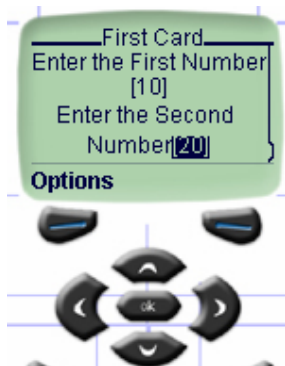 First Card
Enter the First Number
[10]
Enter the Second
Number[20]
Options
ok